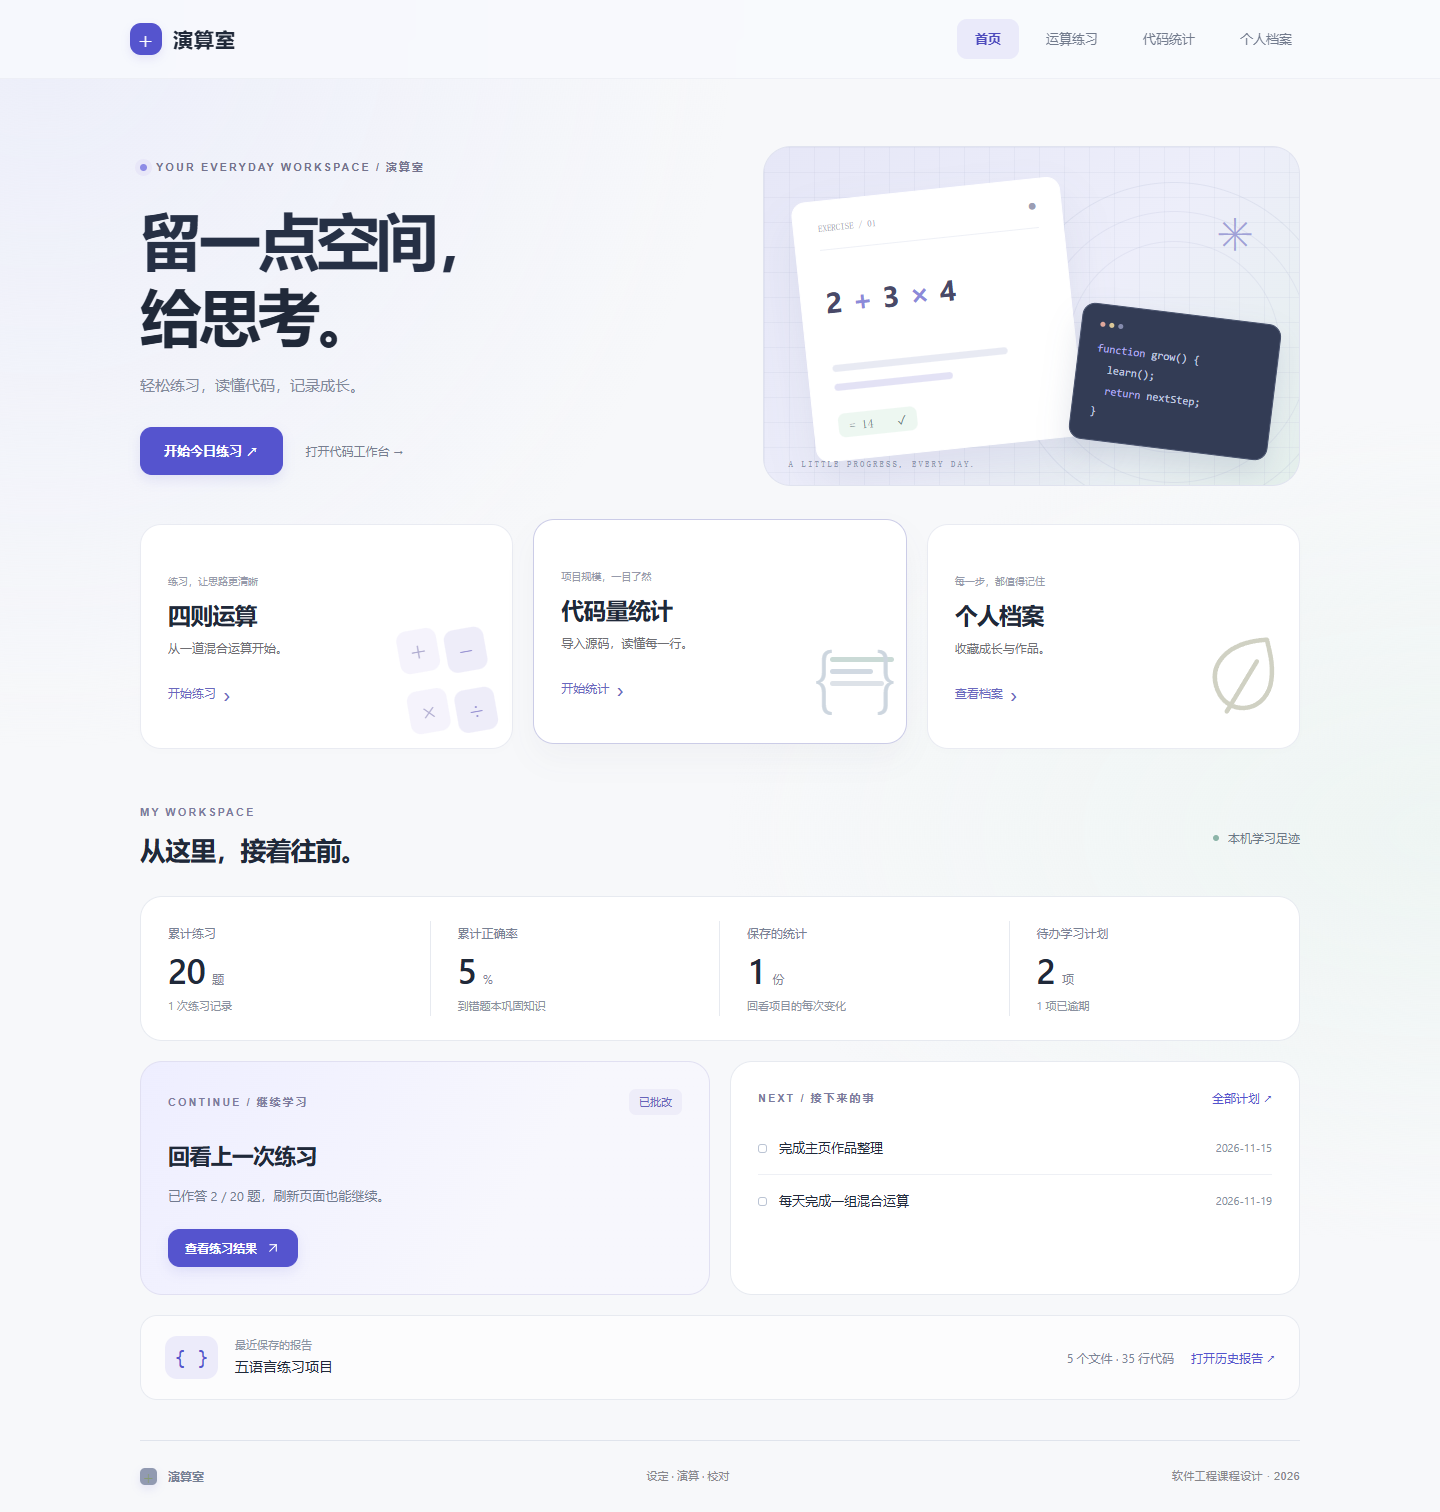 演算室
首页
运算练习
代码统计
个人档案
YOUR EVERYDAY WORKSPACE / 演算室
留一点空间，
给思考。
轻松练习，读懂代码，记录成长。
开始今日练习 ↗
打开代码工作台 →
EXERCISE / 01
2 + 3 × 4
= 14 ✓
function grow() {
learn();
return nextStep;
}
A LITTLE PROGRESS, EVERY DAY.
练习，让思路更清晰
四则运算
从一道混合运算开始。
开始练习 ›
+ −
× ÷
项目规模，一目了然
代码量统计
导入源码，读懂每一行。
开始统计 ›
每一步，都值得记住
个人档案
收藏成长与作品。
查看档案 ›
MY WORKSPACE
从这里，接着往前。
本机学习足迹
累计练习
20 题
1 次练习记录
累计正确率
5 %
到错题本巩固知识
保存的统计
1 份
回看项目的每次变化
待办学习计划
2 项
1 项已逾期
CONTINUE / 继续学习
已批改
回看上一次练习
已作答 2 / 20 题，刷新页面也能继续。
查看练习结果
NEXT / 接下来的事
全部计划 ↗
完成主页作品整理
2026-11-15
每天完成一组混合运算
2026-11-19
{ }
最近保存的报告
五语言练习项目
5 个文件 · 35 行代码
打开历史报告 ↗
演算室
设定 · 演算 · 校对
软件工程课程设计 · 2026